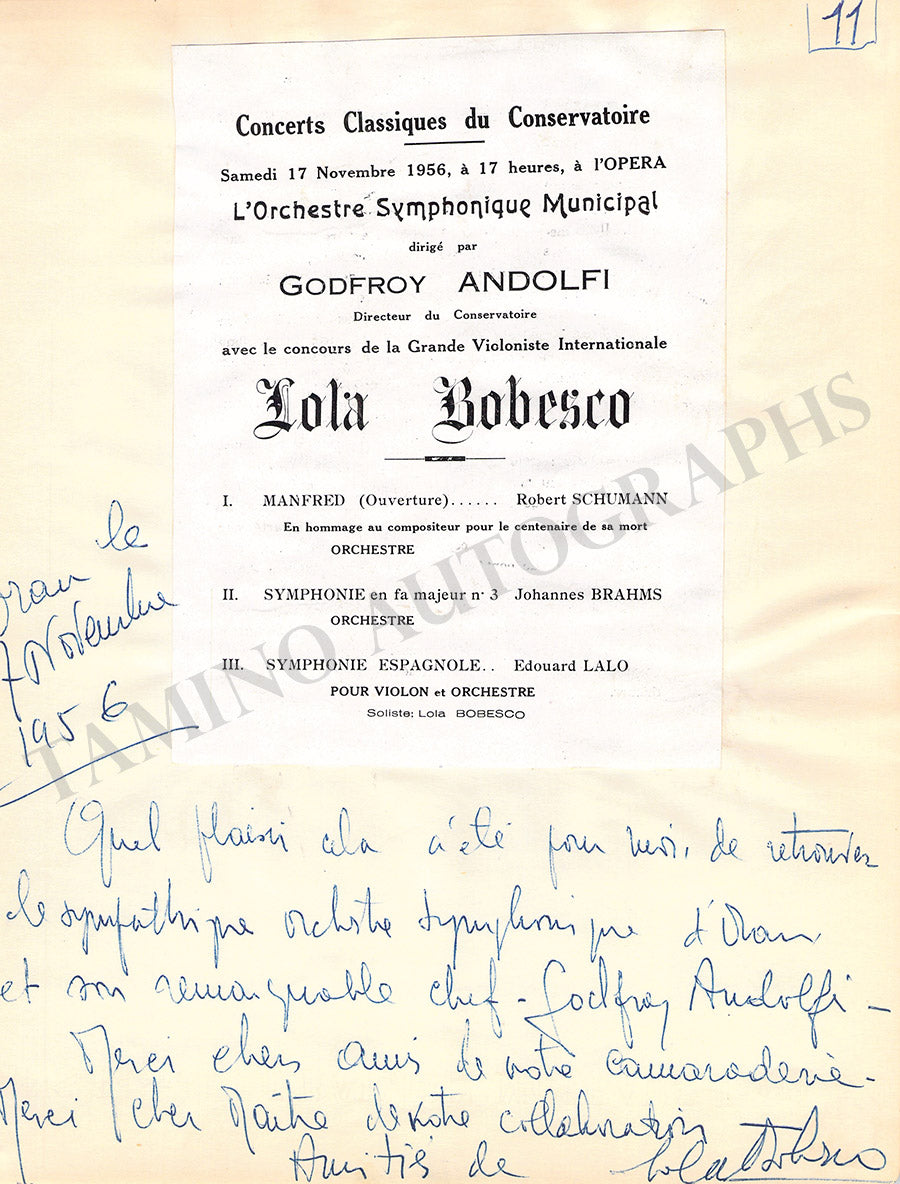 11
Concerts Classiques du Conservatoire
Samedi 17 Novembre 1956, à 17 heures, à l'OPERA
L'Orchestre Symphonique Municipal
dirigé par
GODFROY ANDOLFI
Directeur du Conservatoire
avec le concours de la Grande Violoniste Internationale
Lola Bobesco
I. MANFRED (Ouverture)...... Robert SCHUMANN
En hommage au compositeur pour le centenaire de sa mort
ORCHESTRE
II. SYMPHONIE en fa majeur n° 3 Johannes BRAHMS
ORCHESTRE
III. SYMPHONIE ESPAGNOLE.. Edouard LALO
POUR VIOLON et ORCHESTRE
Soliste: Lola BOBESCO
TAMINO AUTOGRAPHS
Oran le
17 Novembre
1956
Quel plaisir cela a été pour moi, de retrouver
le sympathique orchestre symphonique d'Oran
et son remarquable chef - Godfroy Andolfi -
Merci chers amis de votre camaraderie -
Merci cher Maître de votre collaboration
Amitiés de Lola Bobesco